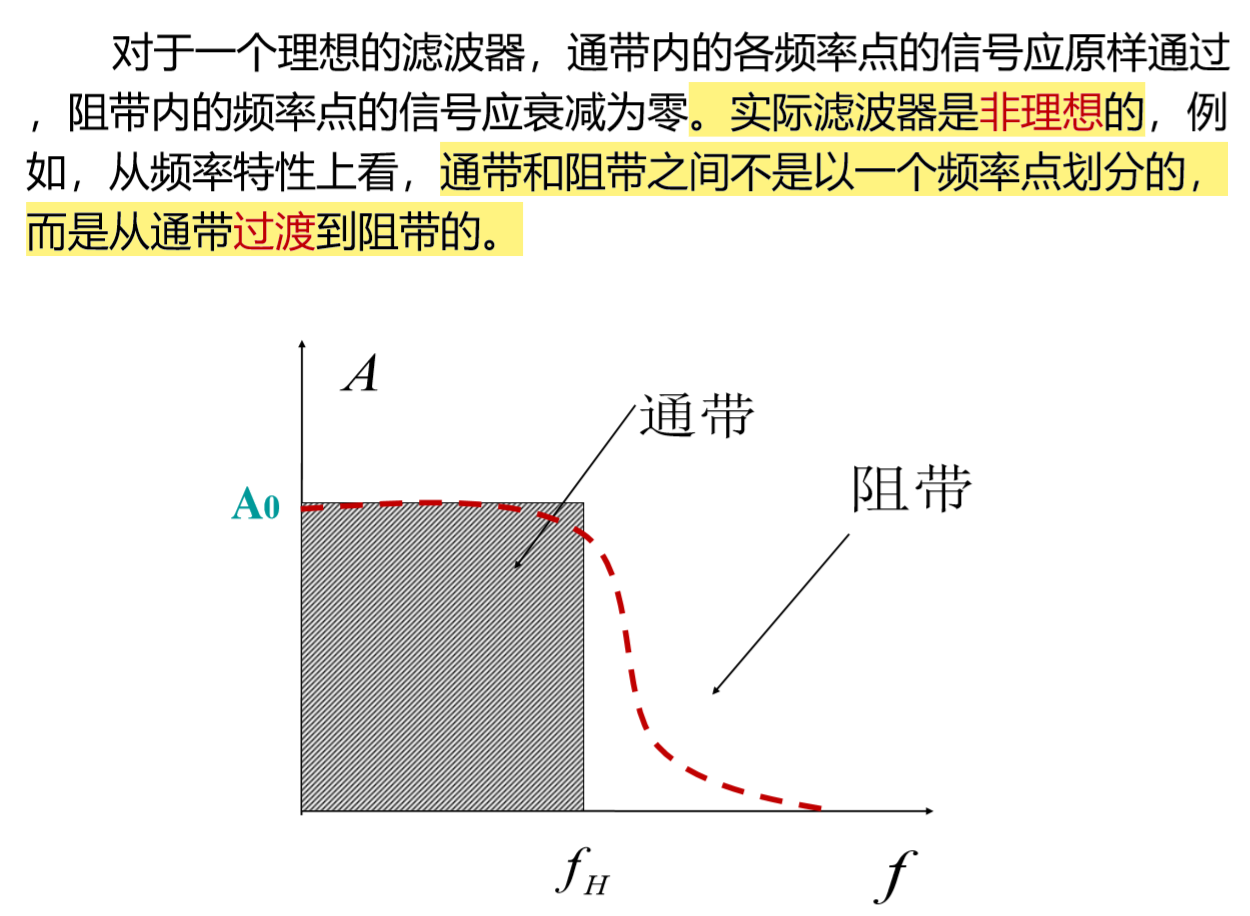 对于一个理想的滤波器，通带内的各频率点的信号应原样通过
，阻带内的频率点的信号应衰减为零。实际滤波器是非理想的，例
如，从频率特性上看，通带和阻带之间不是以一个频率点划分的，
而是从通带过渡到阻带的。
A
通带
阻带
A0
fH
f